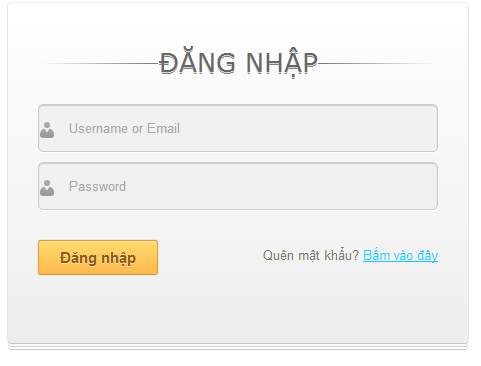 ĐĂNG NHẬP
Username or Email
Password
Đăng nhập
Quên mật khẩu? Bấm vào đây